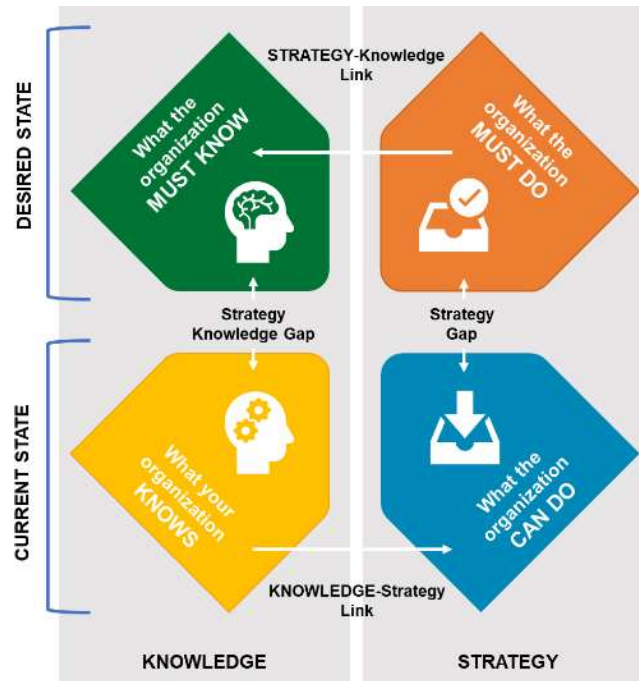 DESIRED STATE
STRATEGY-Knowledge
Link
What the
organization
MUST KNOW
What the
organization
MUST DO
Strategy
Knowledge Gap
Strategy
Gap
CURRENT STATE
What your
organization
KNOWS
What the
organization
CAN DO
KNOWLEDGE-Strategy
Link
KNOWLEDGE
STRATEGY